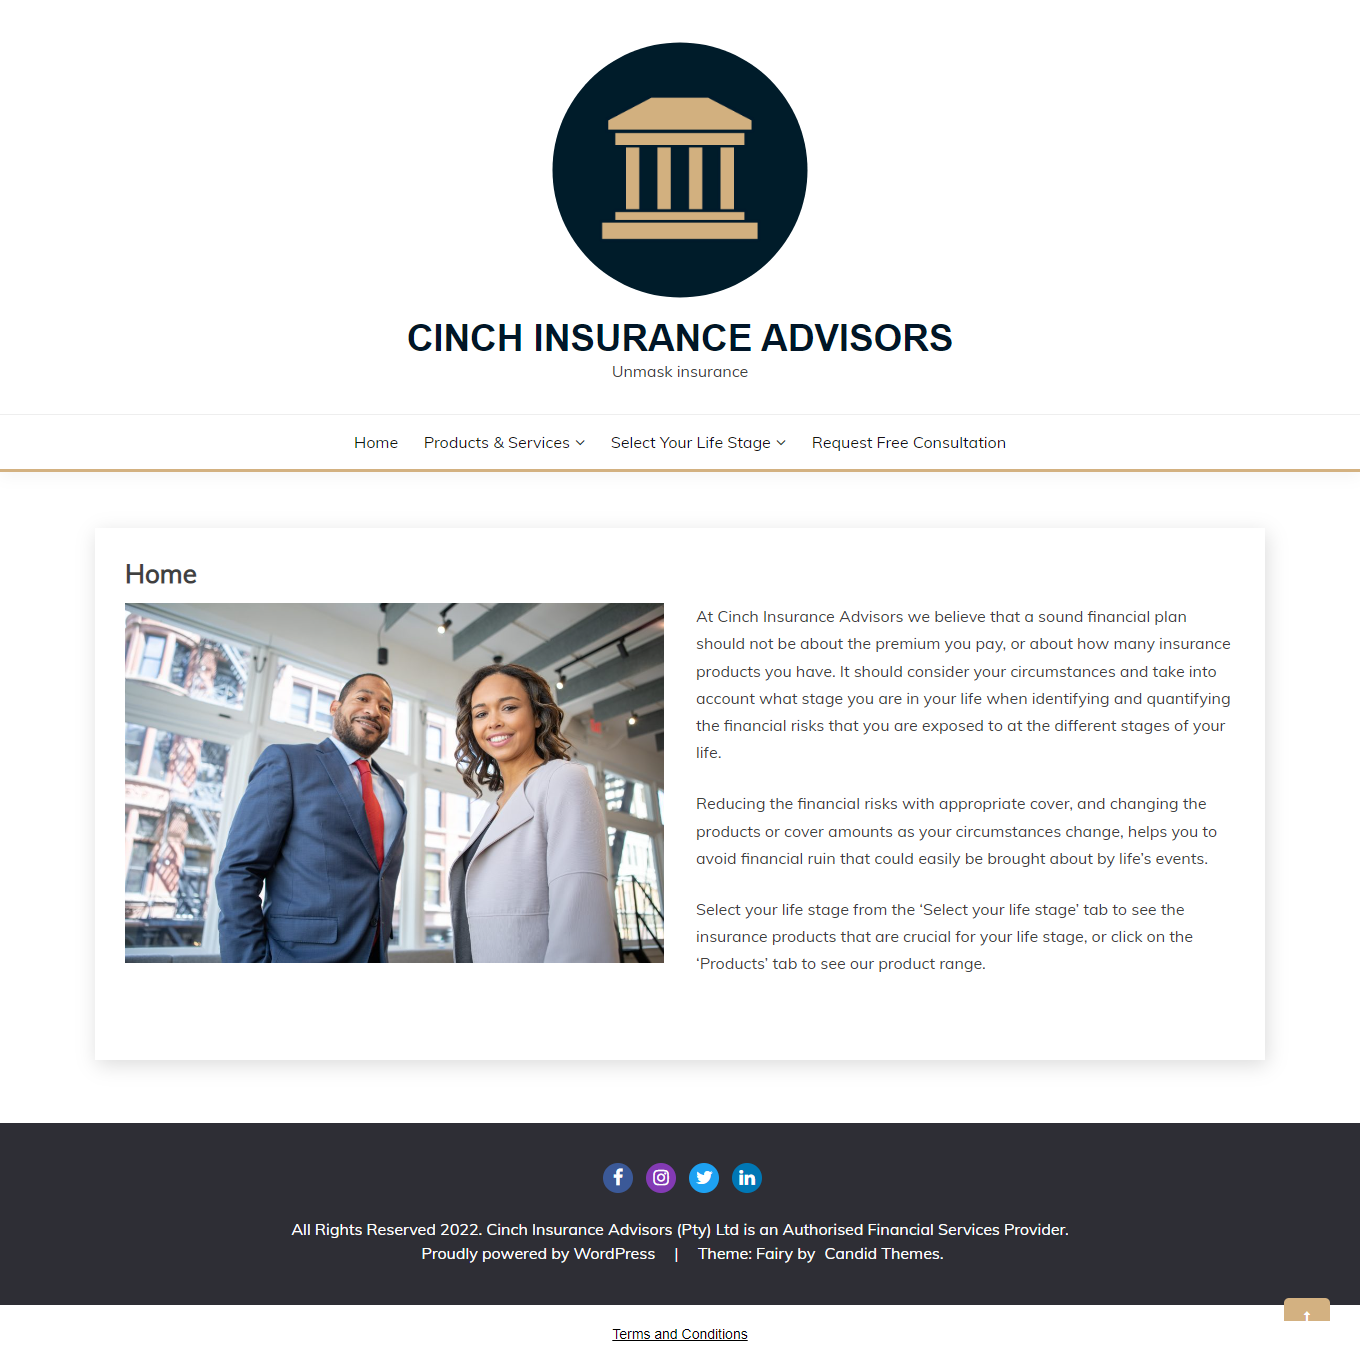 CINCH INSURANCE ADVISORS
Unmask insurance
Home Products & Services Select Your Life Stage Request Free Consultation
Home
At Cinch Insurance Advisors we believe that a sound financial plan
should not be about the premium you pay, or about how many insurance
products you have. It should consider your circumstances and take into
account what stage you are in your life when identifying and quantifying
the financial risks that you are exposed to at the different stages of your
life.
Reducing the financial risks with appropriate cover, and changing the
products or cover amounts as your circumstances change, helps you to
avoid financial ruin that could easily be brought about by life’s events.
Select your life stage from the ‘Select your life stage’ tab to see the
insurance products that are crucial for your life stage, or click on the
‘Products’ tab to see our product range.
All Rights Reserved 2022. Cinch Insurance Advisors (Pty) Ltd is an Authorised Financial Services Provider.
Proudly powered by WordPress | Theme: Fairy by Candid Themes.
Terms and Conditions